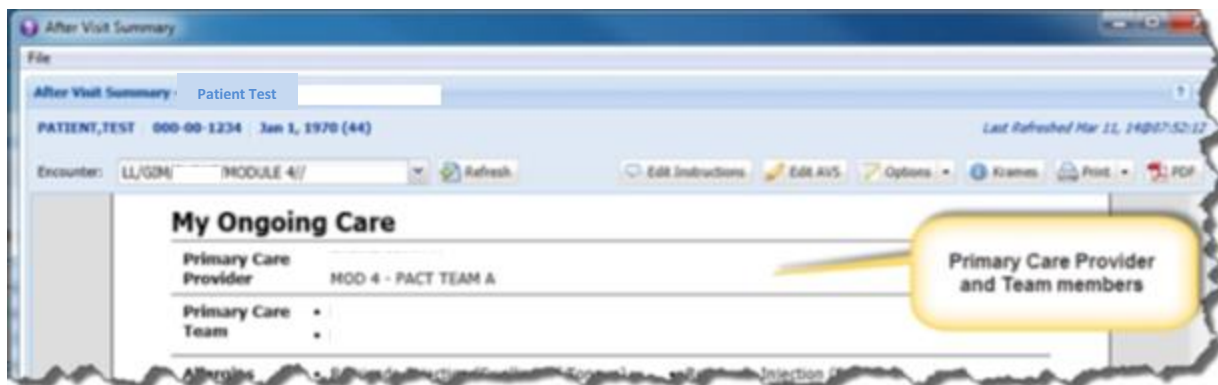 After Visit Summary
File
After Visit Summary - Patient Test
?
PATIENT,TEST 000-00-1234 Jan 1, 1970 (44) Last Refreshed Mar 11, 14@07:52:12
Encounter: LL/GIM/ /MODULE 4// Refresh Edit Instructions Edit AVS Options Krames Print PDF
My Ongoing Care
Primary Care
Provider MOD 4 - PACT TEAM A
Primary Care Provider
and Team members
Primary Care
Team
Allergies